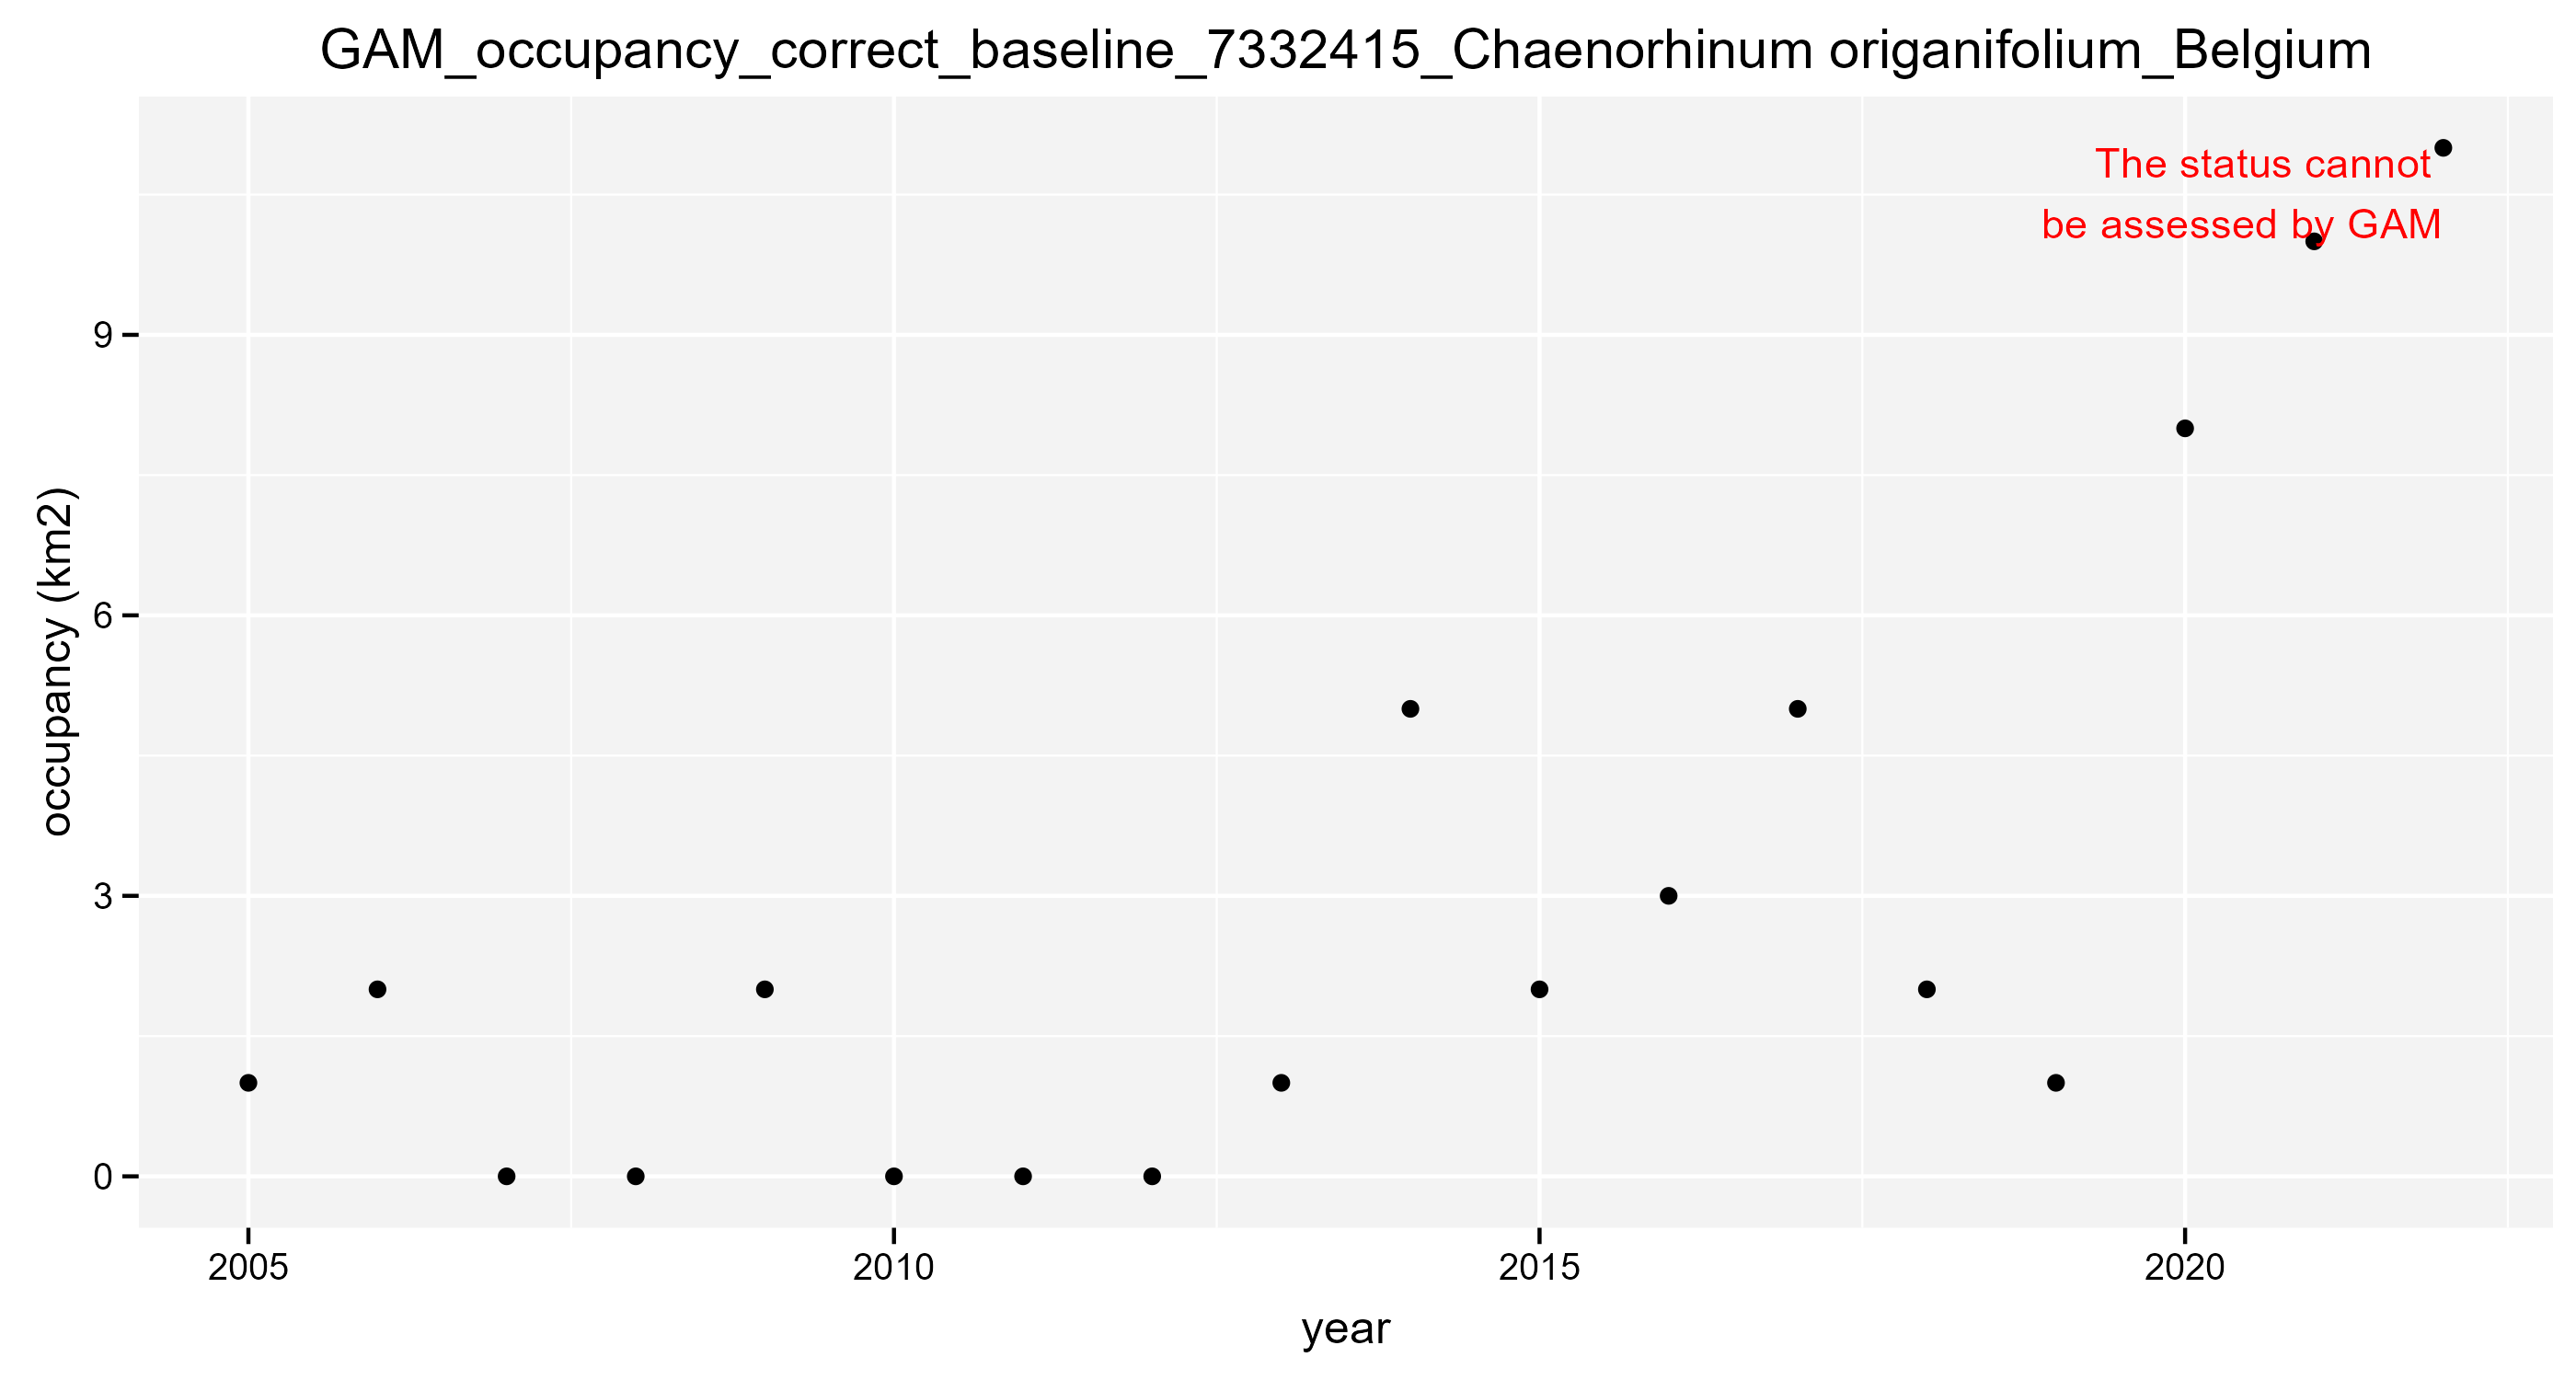 GAM_occupancy_correct_baseline_7332415_Chaenorhinum origanifolium_Belgium
The status cannot
be assessed by GAM
occupancy (km2)
9
6
3
0
2005
2010
2015
2020
year